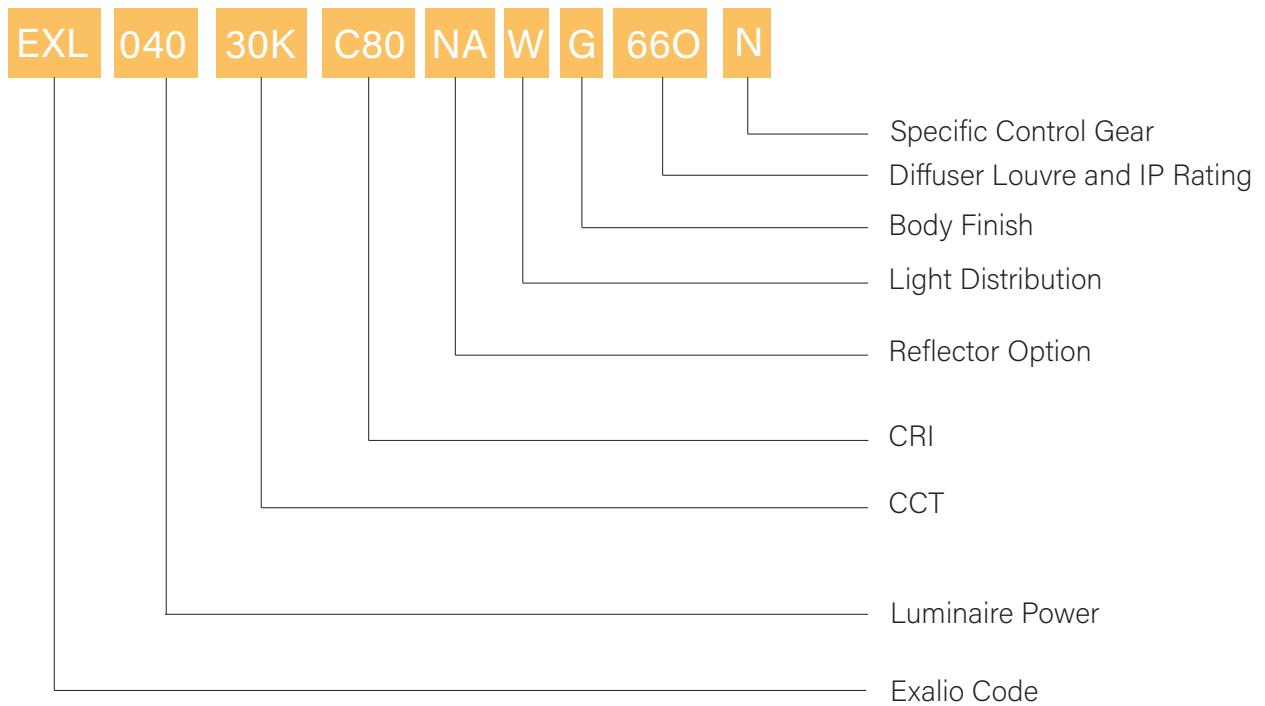 EXL 040 30K C80 NA W G 66O N
Specific Control Gear
Diffuser Louvre and IP Rating
Body Finish
Light Distribution
Reflector Option
CRI
CCT
Luminaire Power
Exalio Code